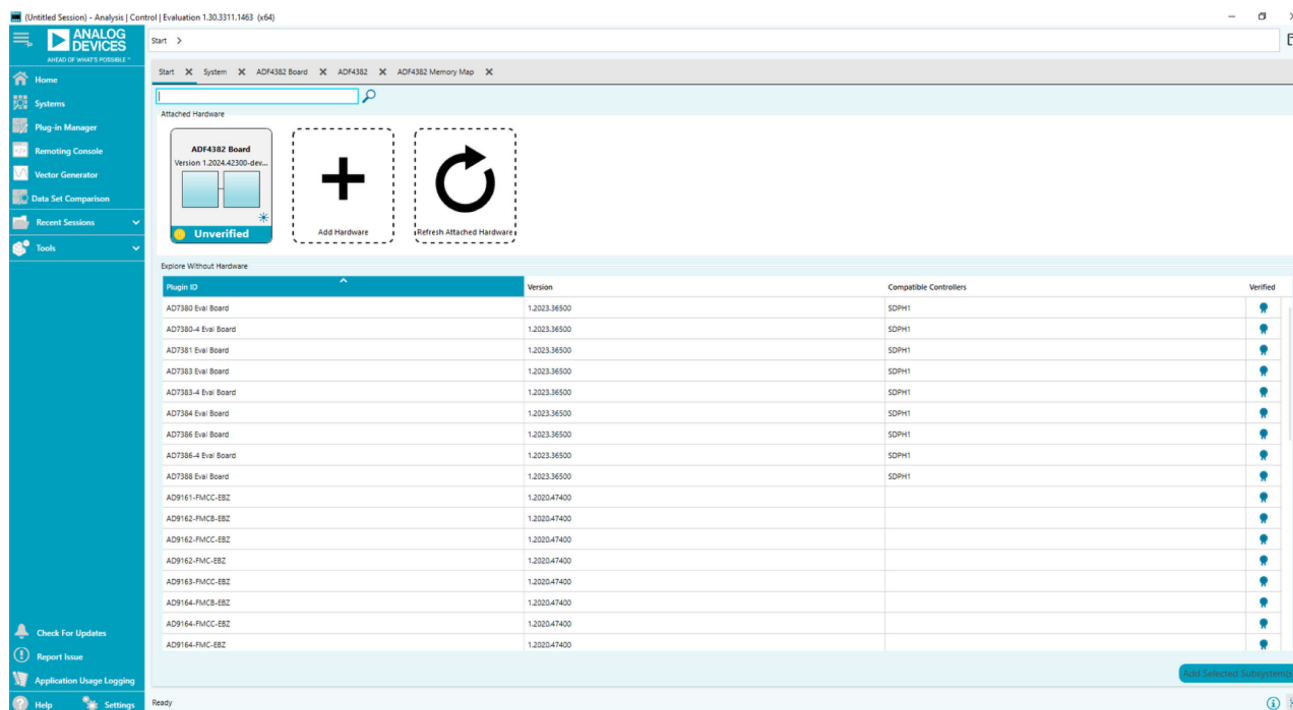 (Untitled Session) - Analysis | Control | Evaluation 1.30.3311.1463 (x64)
ANALOG
DEVICES
AHEAD OF WHAT'S POSSIBLE™
Home
Systems
Plug-in Manager
Remoting Console
Vector Generator
Data Set Comparison
Recent Sessions
Tools
Check For Updates
Report Issue
Application Usage Logging
Help Settings
Start >
Start System ADF4382 Board ADF4382 ADF4382 Memory Map
Attached Hardware
ADF4382 Board
Version 1.2024.42300-dev...
Unverified
Add Hardware
Refresh Attached Hardware
Explore Without Hardware
Plugin ID Version Compatible Controllers Verified
AD7380 Eval Board 1.2023.36500 SDPH1
AD7380-4 Eval Board 1.2023.36500 SDPH1
AD7381 Eval Board 1.2023.36500 SDPH1
AD7383 Eval Board 1.2023.36500 SDPH1
AD7383-4 Eval Board 1.2023.36500 SDPH1
AD7384 Eval Board 1.2023.36500 SDPH1
AD7386 Eval Board 1.2023.36500 SDPH1
AD7386-4 Eval Board 1.2023.36500 SDPH1
AD7388 Eval Board 1.2023.36500 SDPH1
AD9161-FMCC-EBZ 1.2020.47400
AD9162-FMCB-EBZ 1.2020.47400
AD9162-FMCC-EBZ 1.2020.47400
AD9162-FMC-EBZ 1.2020.47400
AD9163-FMCC-EBZ 1.2020.47400
AD9164-FMCB-EBZ 1.2020.47400
AD9164-FMCC-EBZ 1.2020.47400
AD9164-FMC-EBZ 1.2020.47400
Add Selected Subsystems
Ready